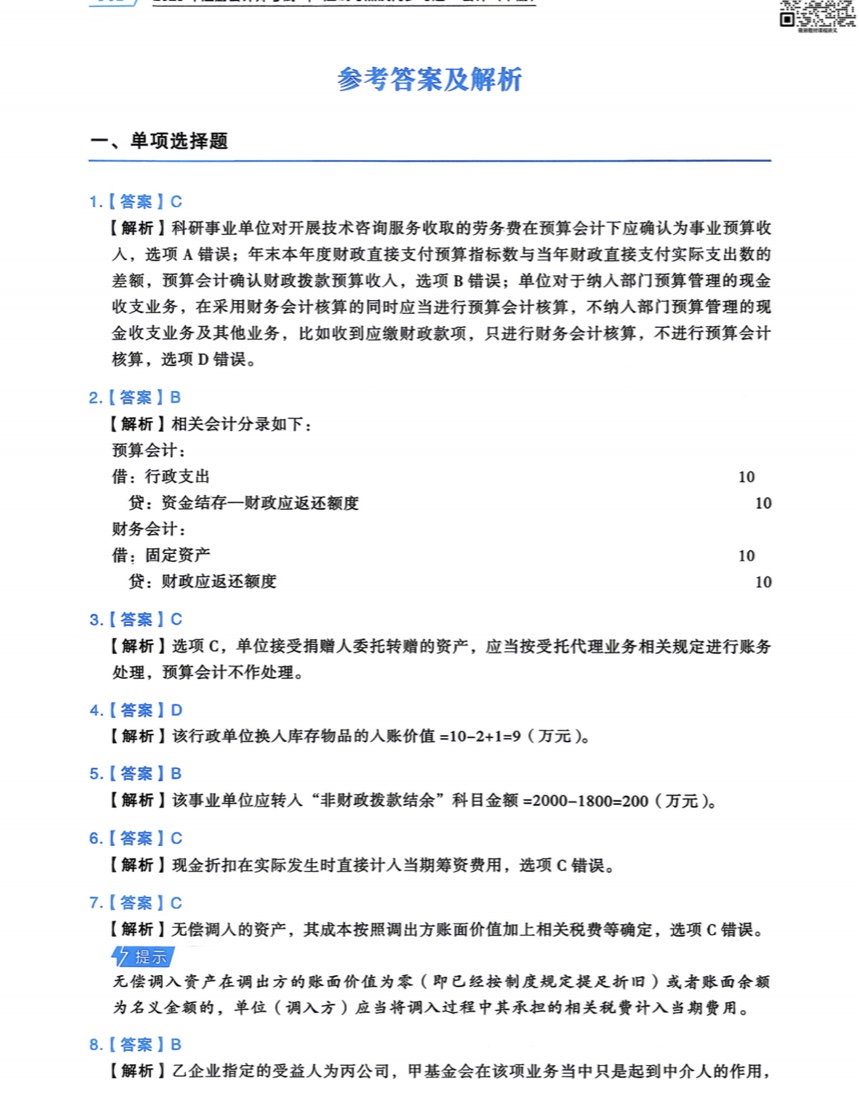 参考答案及解析
一、单项选择题
1.【答案】C
【解析】科研事业单位对开展技术咨询服务收取的劳务费在预算会计下应确认为事业预算收
入，选项 A 错误；年末本年度财政直接支付预算指标数与当年财政直接支付实际支出数的
差额，预算会计确认财政拨款预算收入，选项 B 错误；单位对于纳入部门预算管理的现金
收支业务，在采用财务会计核算的同时应当进行预算会计核算，不纳入部门预算管理的现
金收支业务及其他业务，比如收到应缴财政款项，只进行财务会计核算，不进行预算会计
核算，选项 D 错误。
2.【答案】B
【解析】相关会计分录如下：
预算会计：
借：行政支出 10
贷：资金结存—财政应返还额度 10
财务会计：
借：固定资产 10
贷：财政应返还额度 10
3.【答案】C
【解析】选项 C，单位接受捐赠人委托转赠的资产，应当按受托代理业务相关规定进行账务
处理，预算会计不作处理。
4.【答案】D
【解析】该行政单位换入库存物品的入账价值 =10-2+1=9（万元）。
5.【答案】B
【解析】该事业单位应转入“非财政拨款结余”科目金额 =2000-1800=200（万元）。
6.【答案】C
【解析】现金折扣在实际发生时直接计入当期筹资费用，选项 C 错误。
7.【答案】C
【解析】无偿调入的资产，其成本按照调出方账面价值加上相关税费等确定，选项 C 错误。
提示
无偿调入资产在调出方的账面价值为零（即已经按制度规定提足折旧）或者账面余额
为名义金额的，单位（调入方）应当将调入过程中其承担的相关税费计入当期费用。
8.【答案】B
【解析】乙企业指定的受益人为丙公司，甲基金会在该项业务当中只是起到中介人的作用，